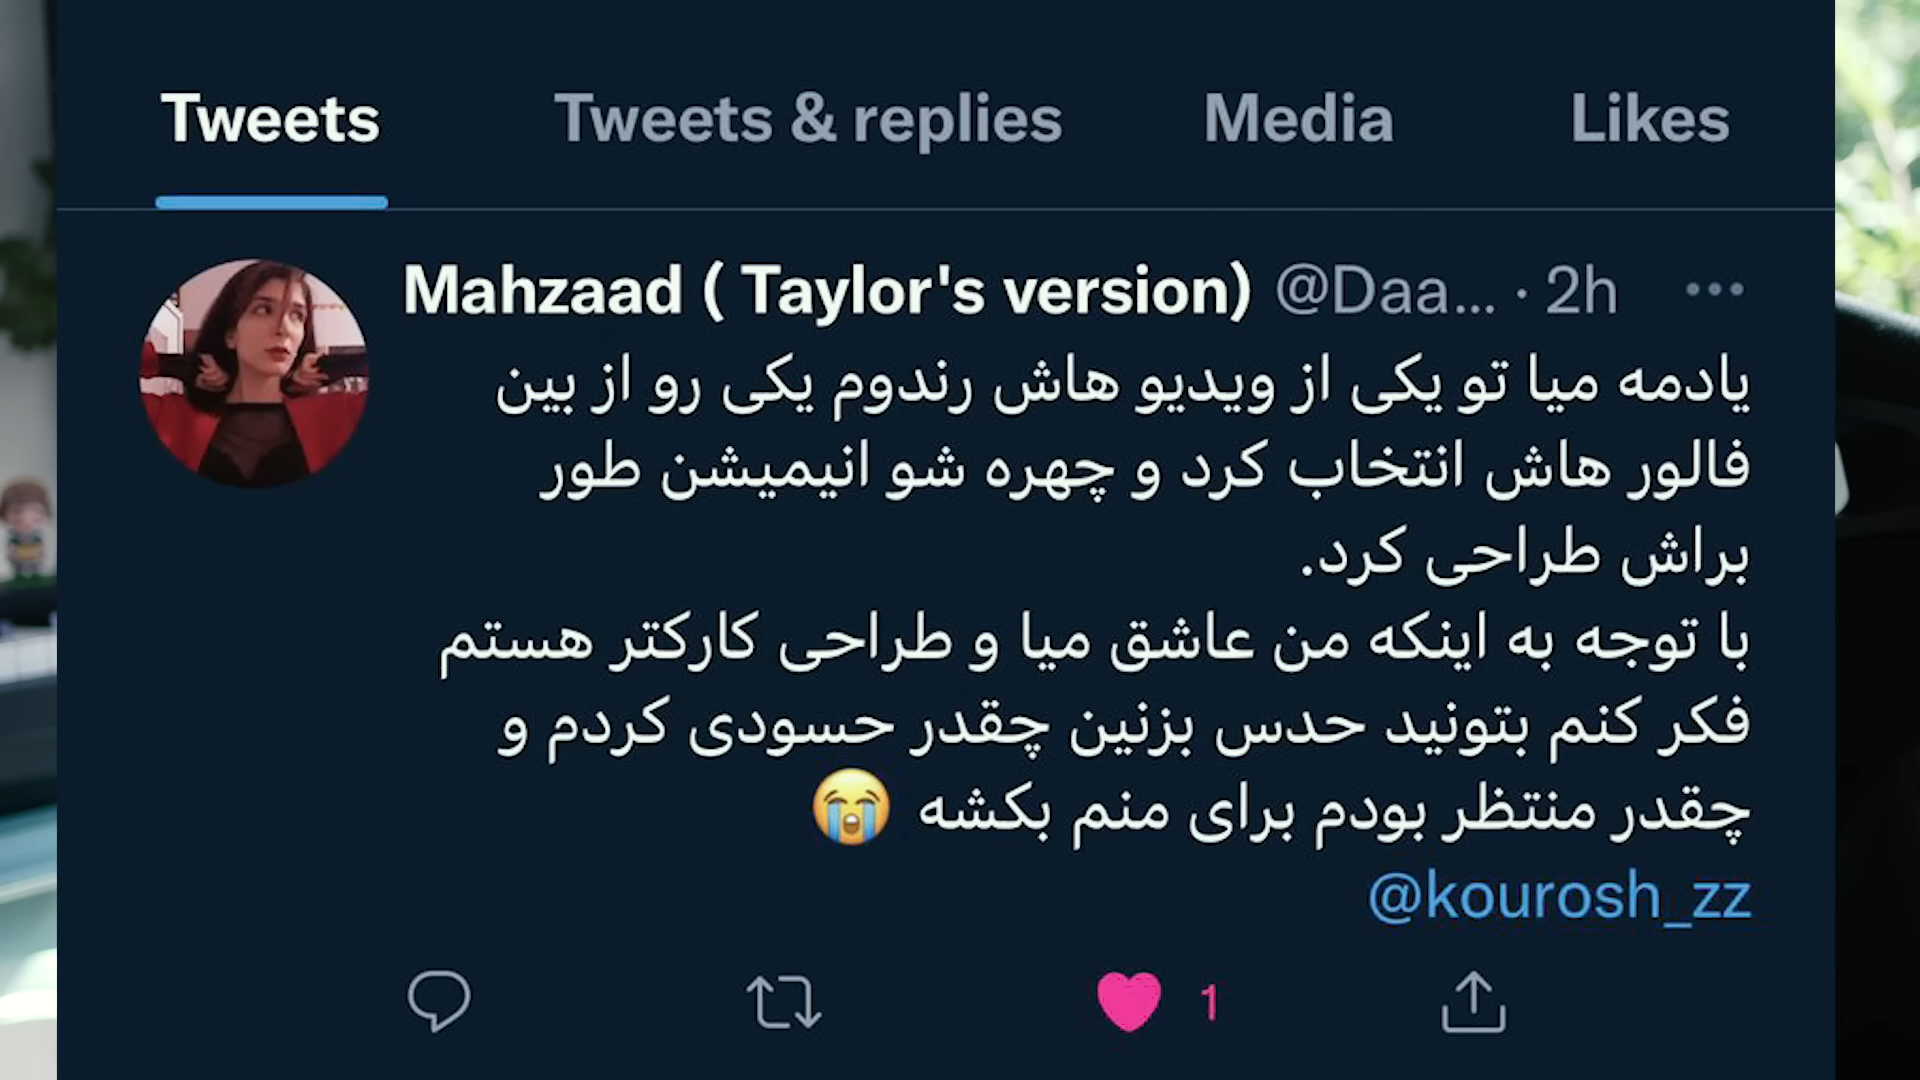 Tweets Tweets & replies Media Likes
Mahzaad ( Taylor's version) @Daa... · 2h
یادمه میا تو یکی از ویدیو هاش رندوم یکی رو از بین
فالور هاش انتخاب کرد و چهره شو انیمیشن طور
براش طراحی کرد.
با توجه به اینکه من عاشق میا و طراحی کارکتر هستم
فکر کنم بتونید حدس بزنین چقدر حسودی کردم و
چقدر منتظر بودم برای منم بکشه 😭
@kourosh_zz
1